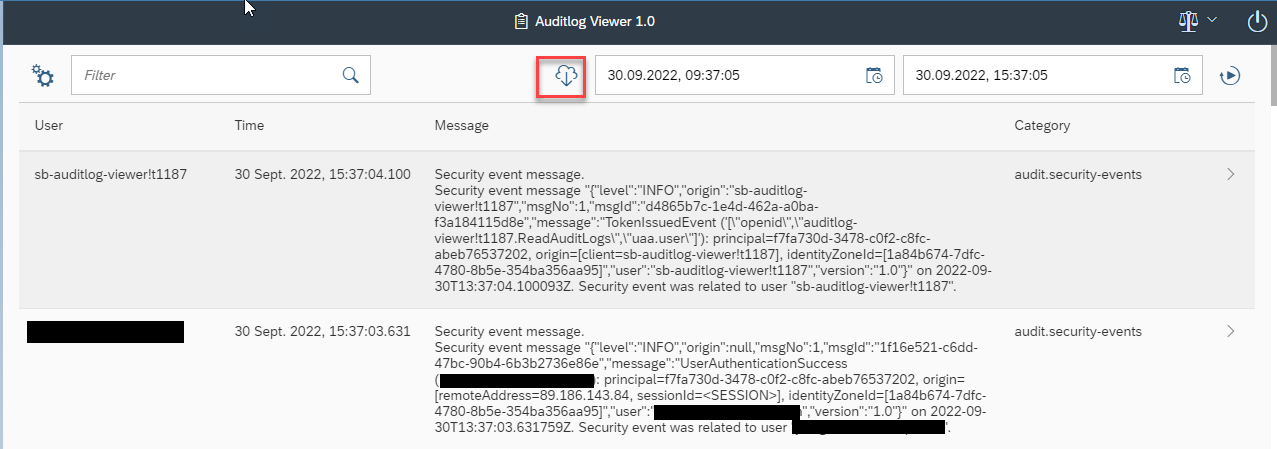 Auditlog Viewer 1.0
Filter
30.09.2022, 09:37:05
30.09.2022, 15:37:05
User Time Message Category
sb-auditlog-viewer!t1187 30 Sept. 2022, 15:37:04.100 Security event message. audit.security-events
Security event message "{"level":"INFO","origin":"sb-auditlog-
viewer!t1187","msgNo":1,"msgId":"d4865b7c-1e4d-462a-a0ba-
f3a184115d8e","message":"TokenIssuedEvent ('[\"openid\",\"auditlog-
viewer!t1187.ReadAuditLogs\",\"uaa.user\"]'): principal=f7fa730d-3478-c0f2-c8fc-
abeb76537202, origin=[client=sb-auditlog-viewer!t1187], identityZoneId=[1a84b674-7dfc-
4780-8b5e-354ba356aa95]","user":"sb-auditlog-viewer!t1187","version":"1.0"}" on 2022-09-
30T13:37:04.100093Z. Security event was related to user "sb-auditlog-viewer!t1187".
30 Sept. 2022, 15:37:03.631 Security event message. audit.security-events
Security event message "{"level":"INFO","origin":null,"msgNo":1,"msgId":"1f16e521-c6dd-
47bc-90b4-6b3b2736e86e","message":"UserAuthenticationSuccess
( ): principal=f7fa730d-3478-c0f2-c8fc-abeb76537202, origin=
[remoteAddress=89.186.143.84, sessionId=<SESSION>], identityZoneId=[1a84b674-7dfc-
4780-8b5e-354ba356aa95]","user":" ","version":"1.0"}" on 2022-09-
30T13:37:03.631759Z. Security event was related to user " ".